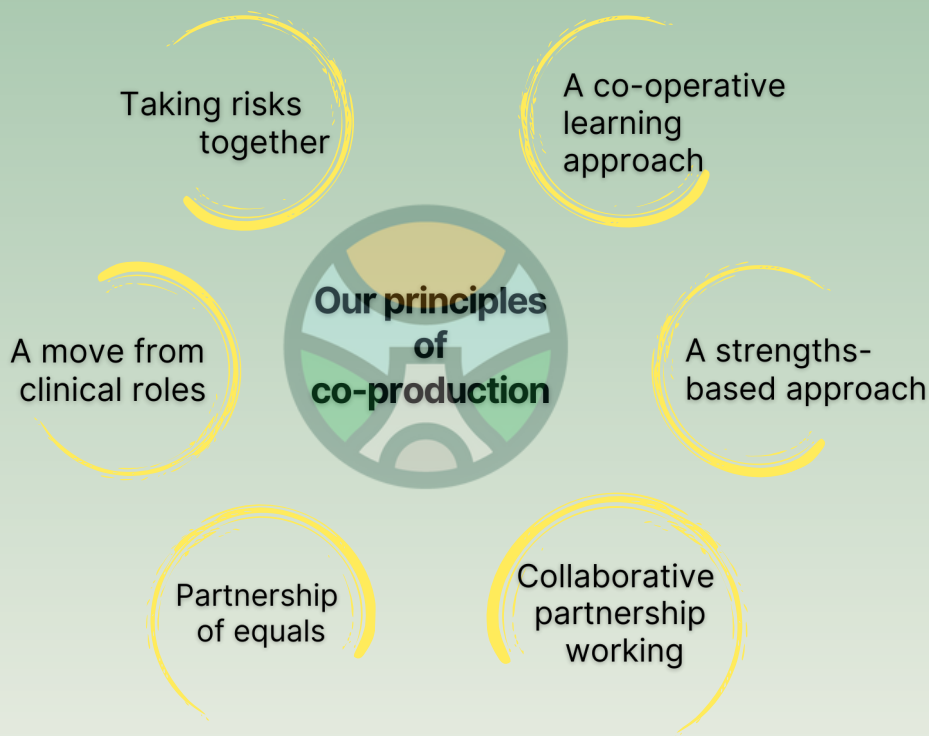 Taking risks
together
A co-operative
learning
approach
Our principles
of
co-production
A move from
clinical roles
A strengths-
based approach
Partnership
of equals
Collaborative
partnership
working